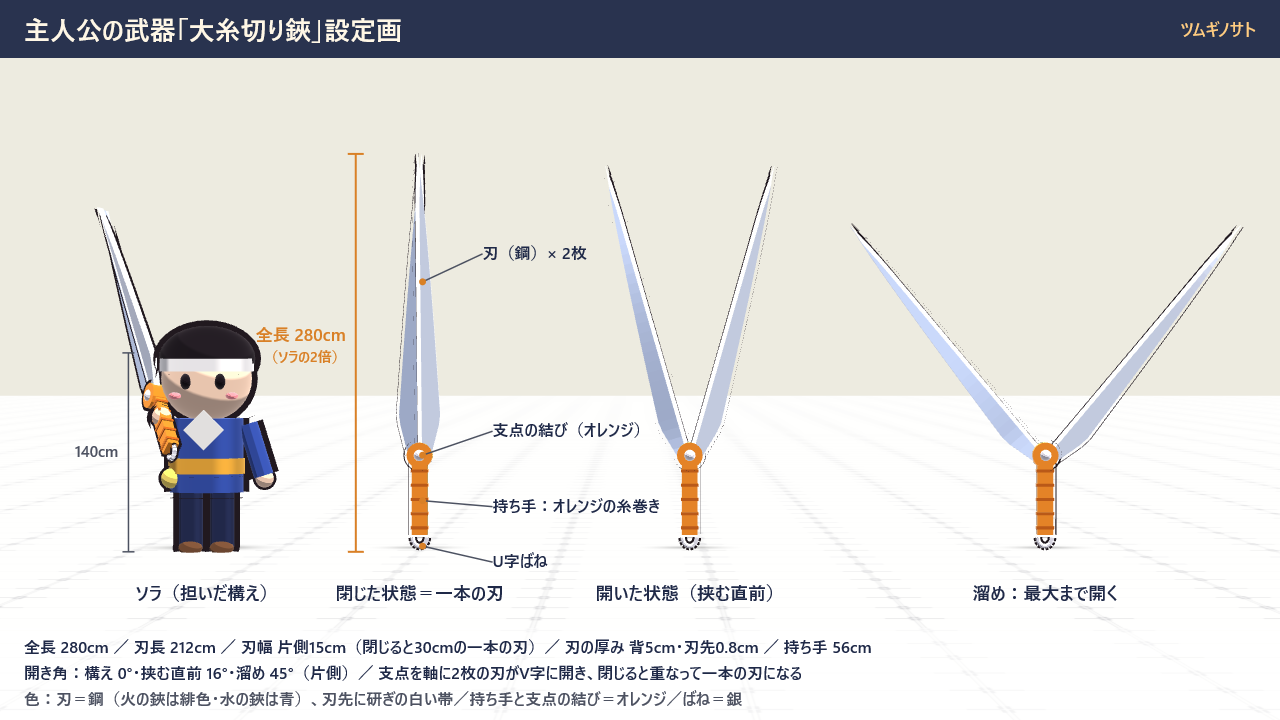 主人公の武器「大糸切り鋏」設定画
ツムギノサト
全長 280cm
（ソラの2倍）
140cm
刃（鋼）× 2枚
支点の結び（オレンジ）
持ち手：オレンジの糸巻き
U字ばね
ソラ（担いだ構え）
閉じた状態＝一本の刃
開いた状態（挟む直前）
溜め：最大まで開く
全長 280cm ／ 刃長 212cm ／ 刃幅 片側15cm（閉じると30cmの一本の刃）／ 刃の厚み 背5cm･刃先0.8cm ／ 持ち手 56cm
開き角：構え 0°･挟む直前 16°･溜め 45°（片側）／ 支点を軸に2枚の刃がV字に開き、閉じると重なって一本の刃になる
色：刃＝鋼（火の鋏は緋色･水の鋏は青）、刃先に研ぎの白い帯／持ち手と支点の結び＝オレンジ／ばね＝銀